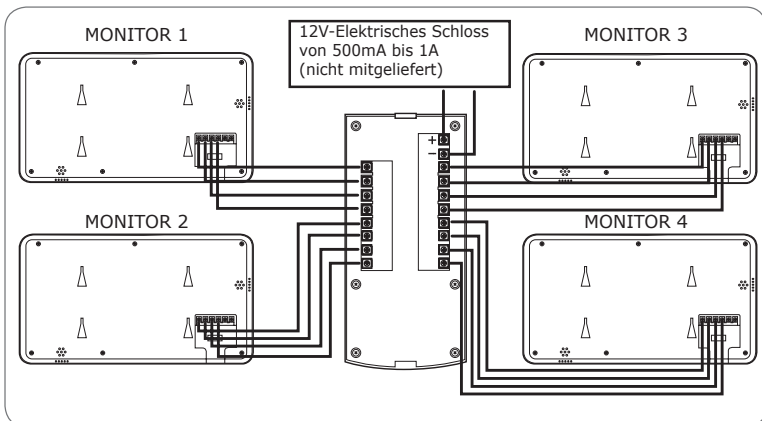 MONITOR 1
12V-Elektrisches Schloss
von 500mA bis 1A
(nicht mitgeliefert)
MONITOR 3
+
−
MONITOR 2
MONITOR 4